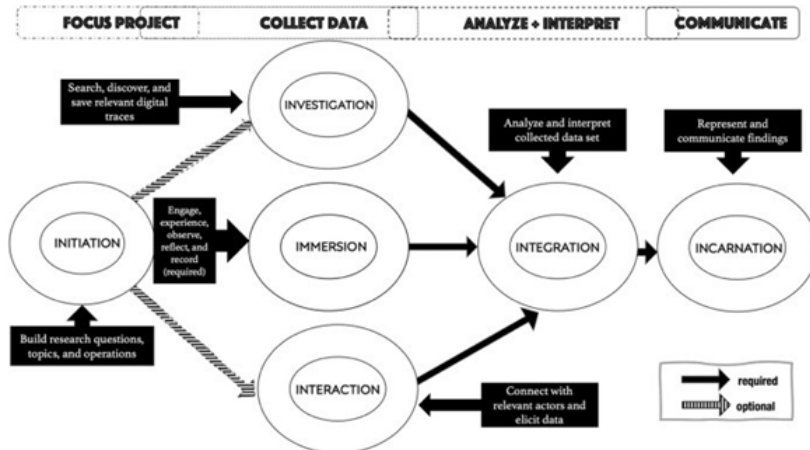 FOCUS PROJECT
COLLECT DATA
ANALYZE + INTERPRET
COMMUNICATE
Search, discover, and
save relevant digital
traces
INVESTIGATION
Analyze and interpret
collected data set
Represent and
communicate findings
INITIATION
Engage,
experience,
observe,
reflect, and
record
(required)
IMMERSION
INTEGRATION
INCARNATION
Build research questions,
topics, and operations
INTERACTION
Connect with
relevant actors and
elicit data
required
optional